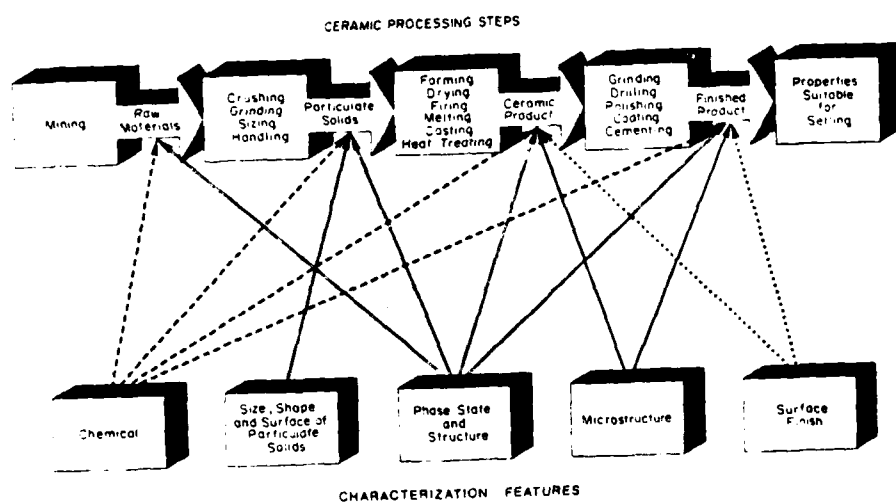 CERAMIC PROCESSING STEPS
Mining
Raw
Materials
Crushing
Grinding
Sizing
Handling
Particulate
Solids
Forming
Drying
Firing
Melting
Casting
Heat Treating
Ceramic
Product
Grinding
Drilling
Polishing
Coating
Cementing
Finished
Product
Properties
Suitable
for
Selling
Chemical
Size, Shape
and Surface of
Particulate
Solids
Phase State
and
Structure
Microstructure
Surface
Finish
CHARACTERIZATION FEATURES